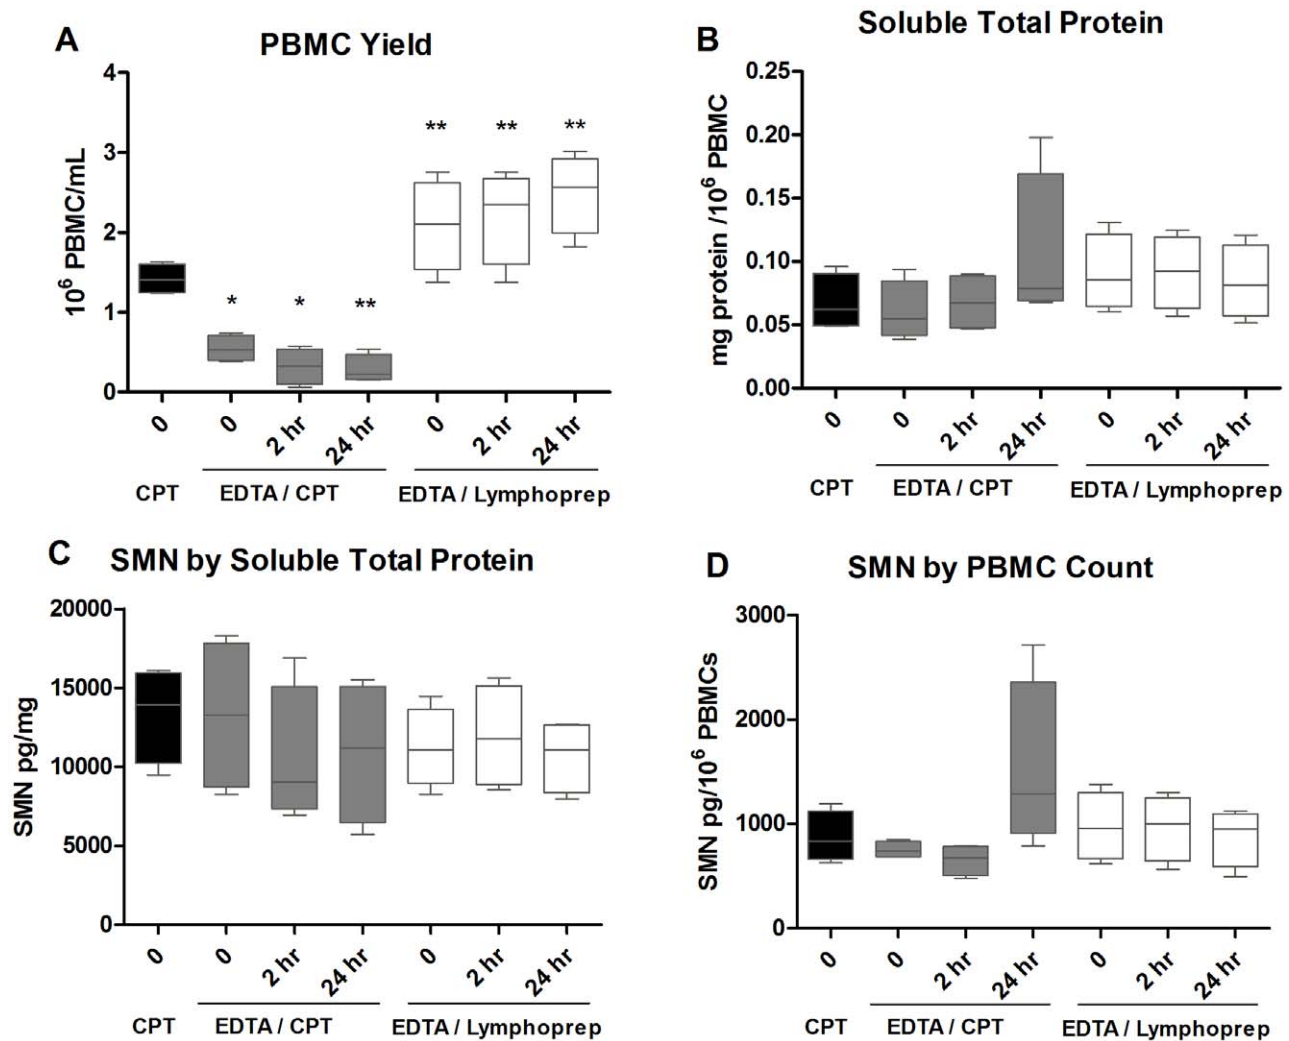 A
PBMC Yield
10⁶ PBMC/mL
4
3
2
1
0
* * ** ** ** **
0 0 2 hr 24 hr 0 2 hr 24 hr
CPT EDTA / CPT EDTA / Lymphoprep
B
Soluble Total Protein
mg protein /10⁶ PBMC
0.25
0.20
0.15
0.10
0.05
0.00
0 0 2 hr 24 hr 0 2 hr 24 hr
CPT EDTA / CPT EDTA / Lymphoprep
C
SMN by Soluble Total Protein
SMN pg/mg
20000
15000
10000
5000
0
0 0 2 hr 24 hr 0 2 hr 24 hr
CPT EDTA / CPT EDTA / Lymphoprep
D
SMN by PBMC Count
SMN pg/10⁶ PBMCs
3000
2000
1000
0
0 0 2 hr 24 hr 0 2 hr 24 hr
CPT EDTA / CPT EDTA / Lymphoprep